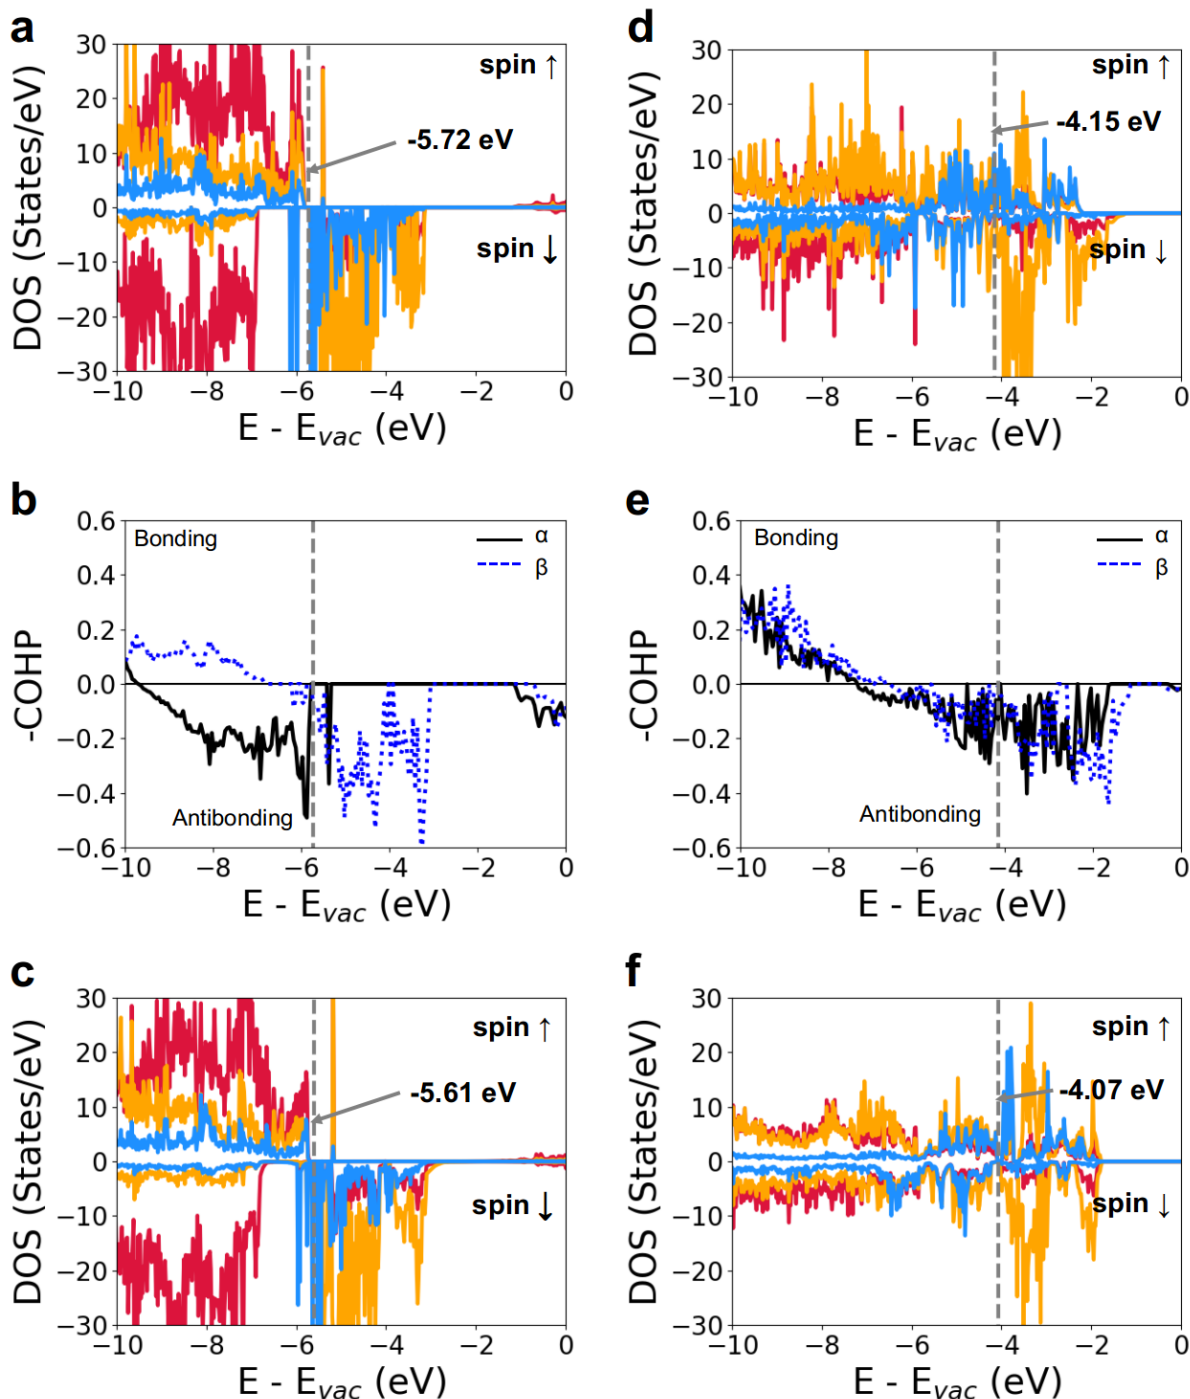 a
DOS (States/eV)
30
20
10
0
−10
−20
−30
spin ↑
-5.72 eV
spin ↓
−10 −8 −6 −4 −2 0
E - Evac (eV)
d
DOS (States/eV)
30
20
10
0
−10
−20
−30
spin ↑
-4.15 eV
spin ↓
−10 −8 −6 −4 −2 0
E - Evac (eV)
b
-COHP
0.6
0.4
0.2
0.0
−0.2
−0.4
−0.6
Bonding
α
β
Antibonding
−10 −8 −6 −4 −2 0
E - Evac (eV)
e
-COHP
0.6
0.4
0.2
0.0
−0.2
−0.4
−0.6
Bonding
α
β
Antibonding
−10 −8 −6 −4 −2 0
E - Evac (eV)
c
DOS (States/eV)
30
20
10
0
−10
−20
−30
spin ↑
-5.61 eV
spin ↓
−10 −8 −6 −4 −2 0
E - Evac (eV)
f
DOS (States/eV)
30
20
10
0
−10
−20
−30
spin ↑
-4.07 eV
spin ↓
−10 −8 −6 −4 −2 0
E - Evac (eV)